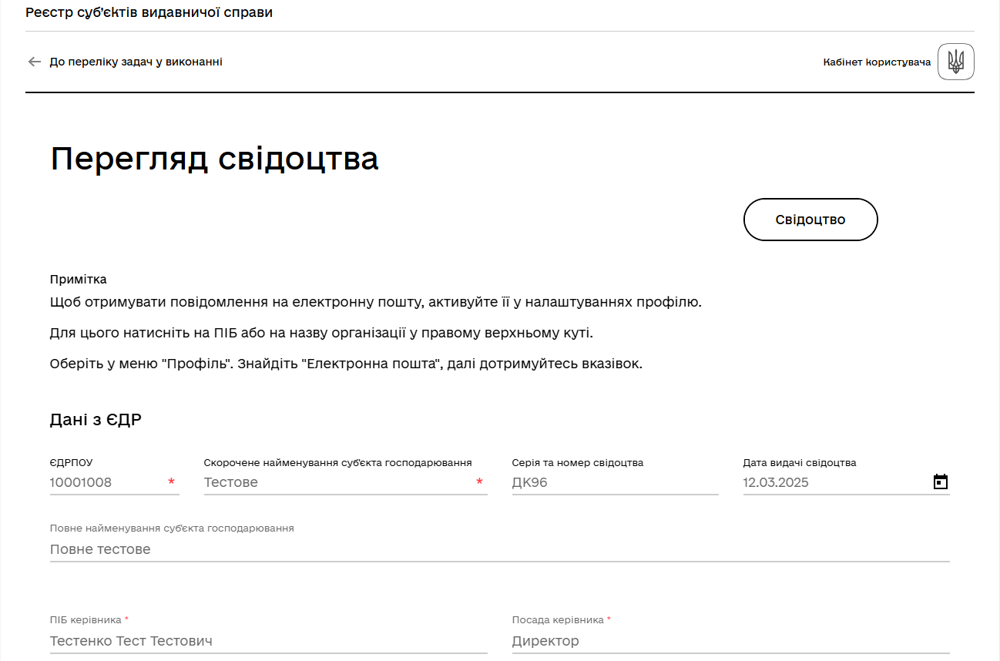 Реєстр суб’єктів видавничої справи
До переліку задач у виконанні
Кабінет користувача
Перегляд свідоцтва
Свідоцтво
Примітка
Щоб отримувати повідомлення на електронну пошту, активуйте її у налаштуваннях профілю.
Для цього натисніть на ПІБ або на назву організації у правому верхньому куті.
Оберіть у меню "Профіль". Знайдіть "Електронна пошта", далі дотримуйтесь вказівок.
Дані з ЄДР
ЄДРПОУ
10001008 *
Скорочене найменування суб'єкта господарювання
Тестове *
Серія та номер свідоцтва
ДК96
Дата видачі свідоцтва
12.03.2025
Повне найменування суб'єкта господарювання
Повне тестове
ПІБ керівника *
Тестенко Тест Тестович
Посада керівника *
Директор